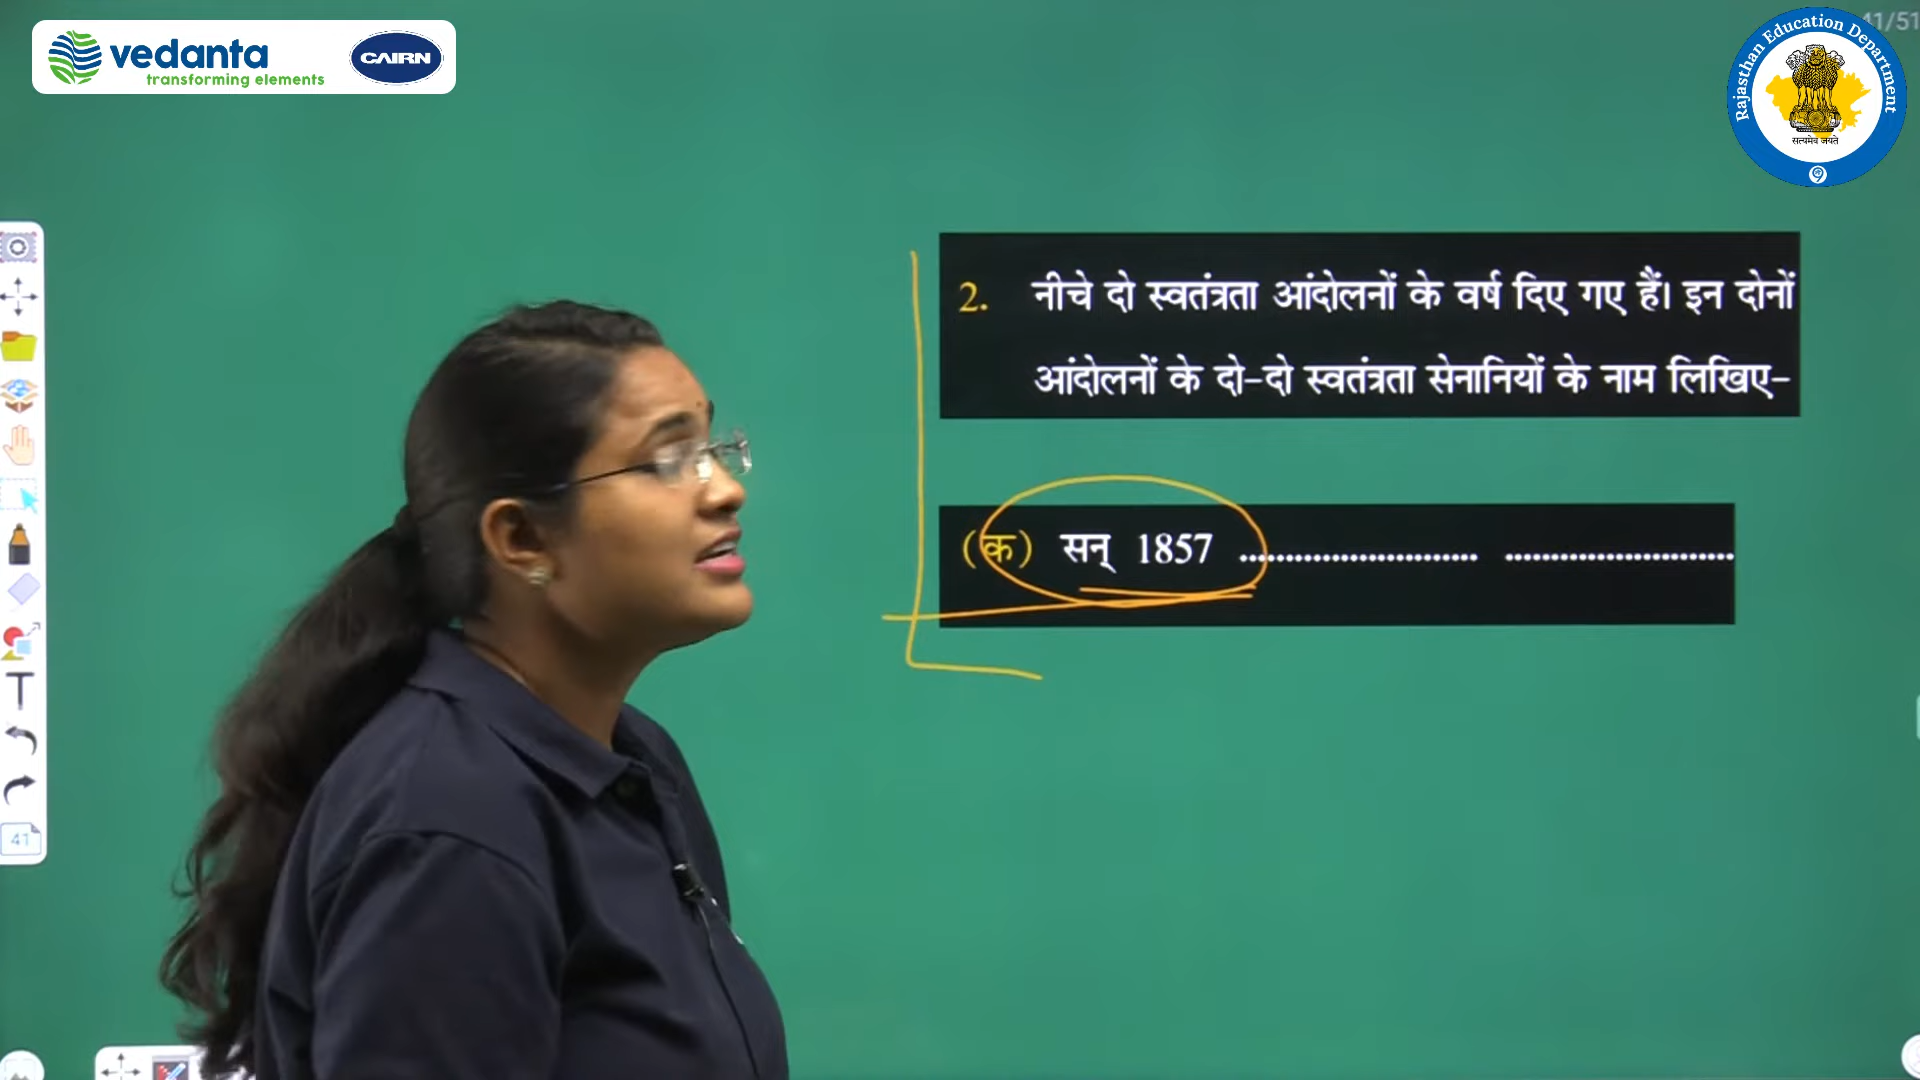 vedanta
transforming elements
CAIRN
41/51
Rajasthan Education Department
सत्यमेव जयते
2. नीचे दो स्वतंत्रता आंदोलनों के वर्ष दिए गए हैं। इन दोनों
आंदोलनों के दो-दो स्वतंत्रता सेनानियों के नाम लिखिए-
(क) सन् 1857 ........................ ........................
T
41